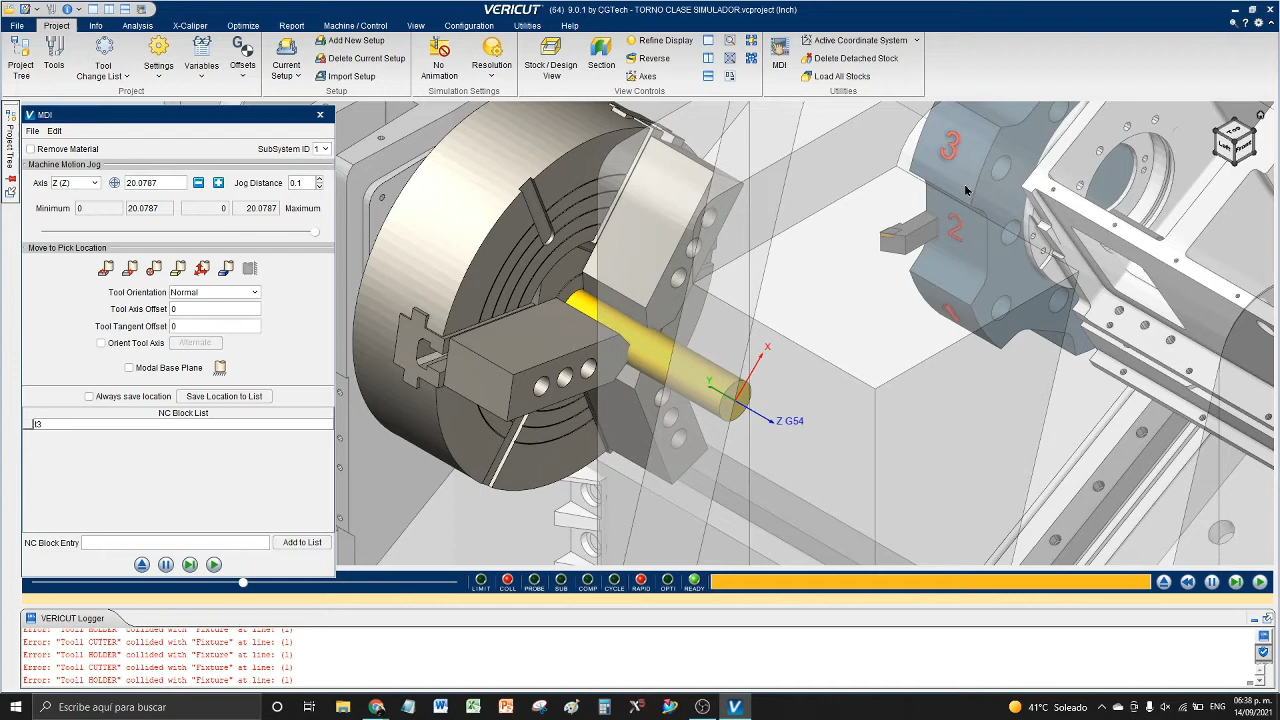 VERICUT (64) 9.0.1 by CGTech - TORNO CLASE SIMULADOR.vcproject (Inch)
File Project Info Analysis X-Caliper Optimize Report Machine / Control View Configuration Utilities Help
Project Tree
Tools
Tool Change List
Settings
Variables
Offsets
Project
Current Setup
Add New Setup
Delete Current Setup
Import Setup
Setup
No Animation
Resolution
Simulation Settings
Stock / Design View
Section
Refine Display
Reverse
Axes
View Controls
MDI
Active Coordinate System
Delete Detached Stock
Load All Stocks
Utilities
Project Tree
MDI
File Edit
Remove Material SubSystem ID 1
Machine Motion Jog
Axis Z (Z) 20.0787 Jog Distance 0.1
Minimum 0 20.0787 0 20.0787 Maximum
Move to Pick Location
Tool Orientation Normal
Tool Axis Offset 0
Tool Tangent Offset 0
Orient Tool Axis Alternate
Modal Base Plane
Always save location Save Location to List
NC Block List
t3
NC Block Entry Add to List
3
2
1
X
Y
Z G54
Top
Left Front
LIMIT COLL PROBE SUB COMP CYCLE RAPID OPTI READY
VERICUT Logger
Error: "Tool1 HOLDER" collided with "Fixture" at line: (1)
Error: "Tool1 CUTTER" collided with "Fixture" at line: (1)
Error: "Tool1 HOLDER" collided with "Fixture" at line: (1)
Error: "Tool1 CUTTER" collided with "Fixture" at line: (1)
Error: "Tool1 HOLDER" collided with "Fixture" at line: (1)
Escribe aquí para buscar
41°C Soleado
ENG
06:38 p. m.
14/09/2021